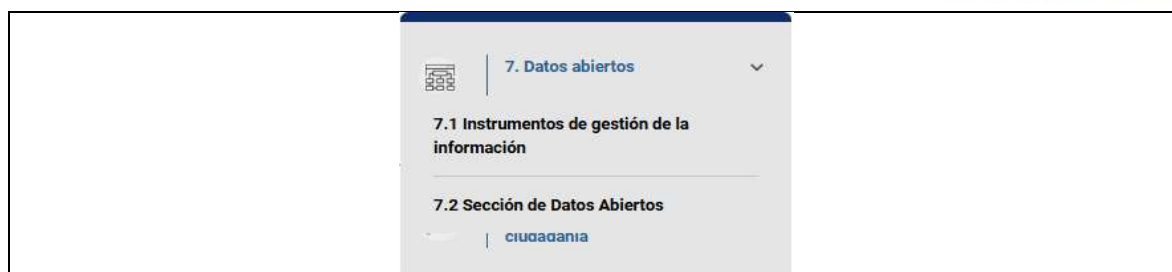 7. Datos abiertos
7.1 Instrumentos de gestión de la
información
7.2 Sección de Datos Abiertos
ciudadanía